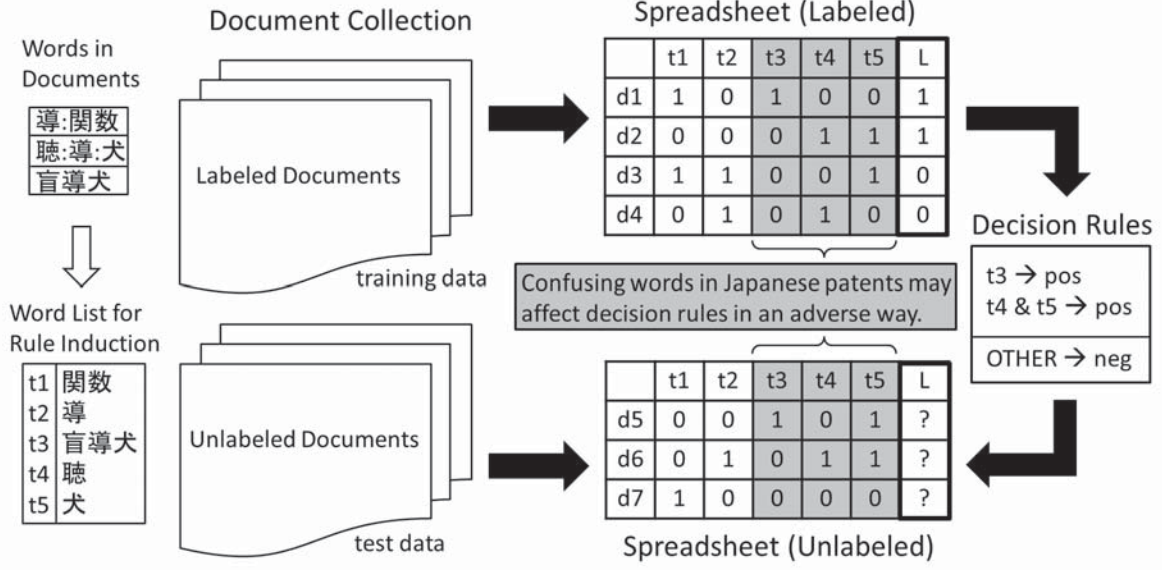 Document Collection
Words in
Documents
導:関数
聴:導:犬
盲導犬
Word List for
Rule Induction
t1 関数
t2 導
t3 盲導犬
t4 聴
t5 犬
Labeled Documents
training data
Unlabeled Documents
test data
Spreadsheet (Labeled)
t1 t2 t3 t4 t5 L
d1 1 0 1 0 0 1
d2 0 0 0 1 1 1
d3 1 1 0 0 1 0
d4 0 1 0 1 0 0
Confusing words in Japanese patents may
affect decision rules in an adverse way.
t1 t2 t3 t4 t5 L
d5 0 0 1 0 1 ?
d6 0 1 0 1 1 ?
d7 1 0 0 0 0 ?
Spreadsheet (Unlabeled)
Decision Rules
t3 → pos
t4 & t5 → pos
OTHER → neg